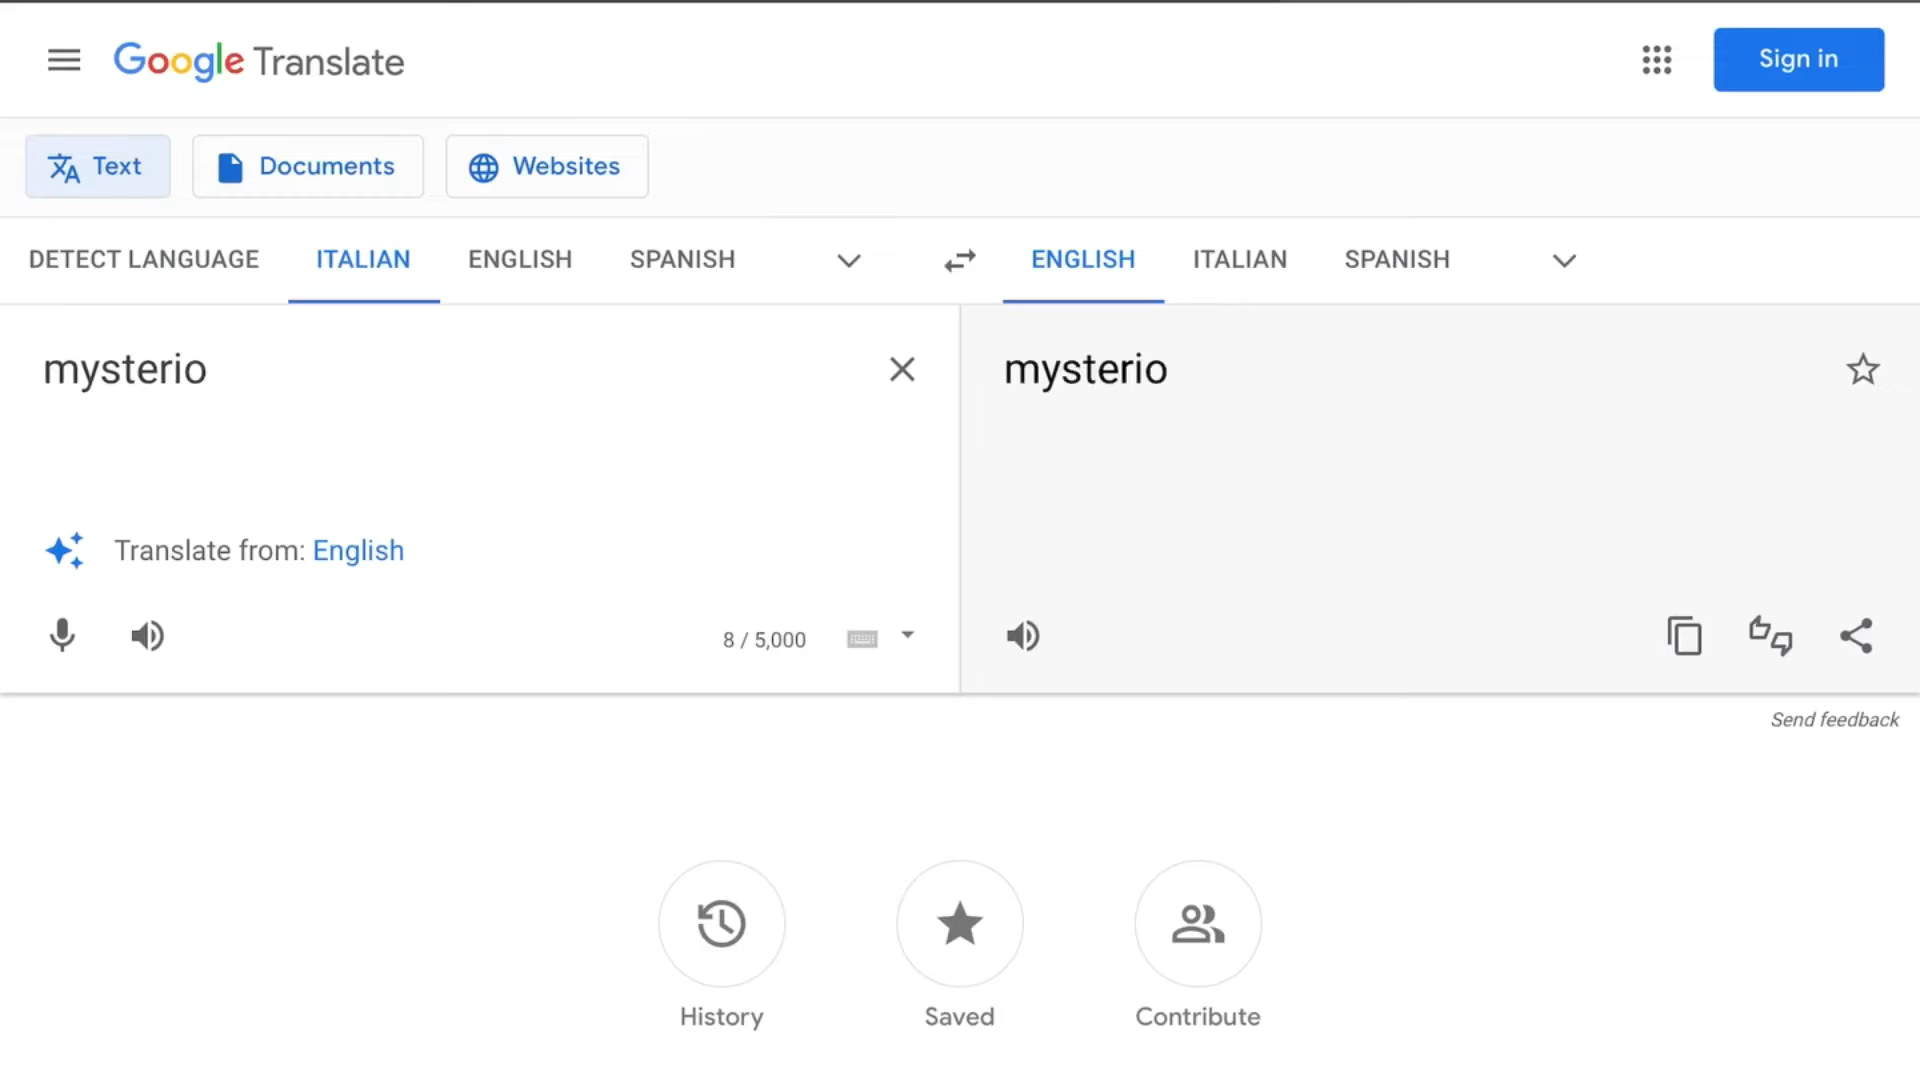 Google Translate
Sign in
Text
Documents
Websites
DETECT LANGUAGE
ITALIAN
ENGLISH
SPANISH
ENGLISH
ITALIAN
SPANISH
mysterio
mysterio
Translate from: English
8 / 5,000
Send feedback
History
Saved
Contribute